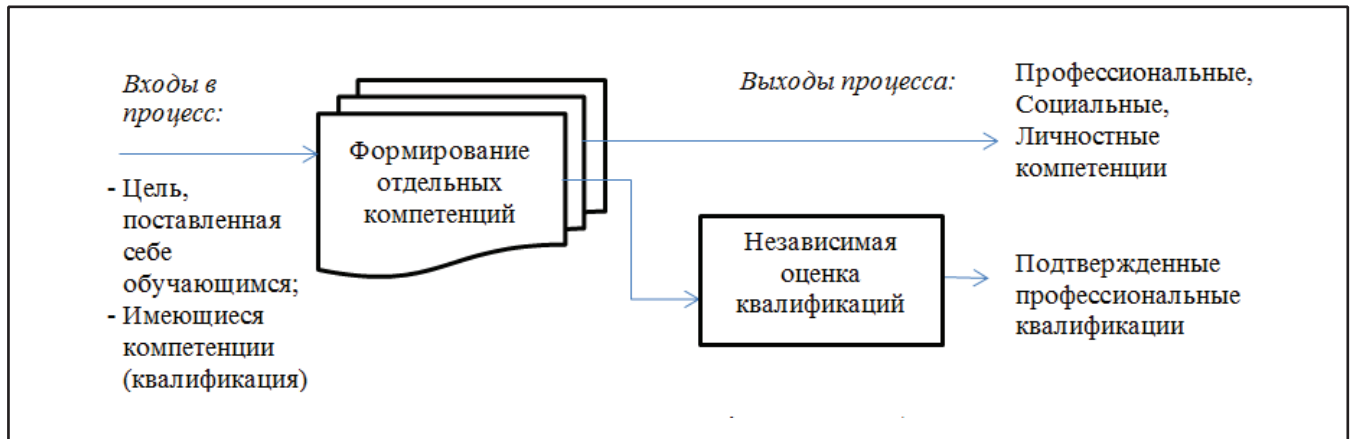 Входы в
процесс:
- Цель,
поставленная
себе
обучающимся;
- Имеющиеся
компетенции
(квалификация)
Формирование
отдельных
компетенций
Выходы процесса:
Профессиональные,
Социальные,
Личностные
компетенции
Независимая
оценка
квалификаций
Подтвержденные
профессиональные
квалификации